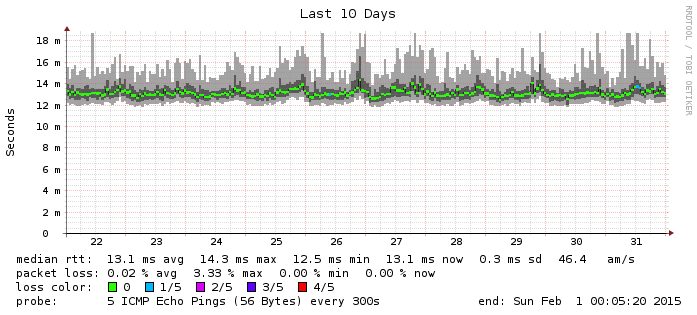 Last 10 Days
RRDTOOL / TOBI OETIKER
Seconds
18 m
16 m
14 m
12 m
10 m
8 m
6 m
4 m
2 m
0
22 23 24 25 26 27 28 29 30 31
median rtt: 13.1 ms avg 14.3 ms max 12.5 ms min 13.1 ms now 0.3 ms sd 46.4 am/s
packet loss: 0.02 % avg 3.33 % max 0.00 % min 0.00 % now
loss color: 0 1/5 2/5 3/5 4/5
probe: 5 ICMP Echo Pings (56 Bytes) every 300s end: Sun Feb 1 00:05:20 2015